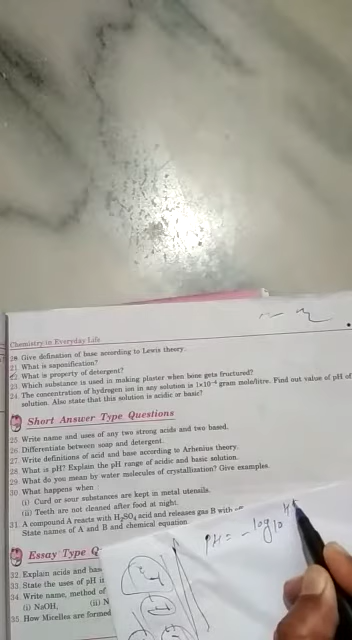 Chemistry in Everyday Life
20. Give defination of base according to Lewis theory.
21. What is saponification?
22. What is property of detergent?
23. Which substance is used in making plaster when bone gets fractured?
24. The concentration of hydrogen ion in any solution is 1×10⁻⁴ gram mole/litre. Find out value of pH of
solution. Also state that this solution is acidic or basic?
Short Answer Type Questions
25. Write name and uses of any two strong acids and two based.
26. Differentiate between soap and detergent.
27. Write definitions of acid and base according to Arhenius theory.
28. What is pH? Explain the pH range of acidic and basic solution.
29. What do you mean by water molecules of crystallization? Give examples.
30. What happens when
(i) Curd or sour substances are kept in metal utensils.
(ii) Teeth are not cleaned after food at night.
31. A compound A reacts with H₂SO₄ acid and releases gas B with
State names of A and B and chemical equation.
Essay Type Q
32. Explain acids and bas
33. State the uses of pH i
34. Write name, method of
(i) NaOH, (ii) N
35. How Micelles are formed
PH = - log 10 H